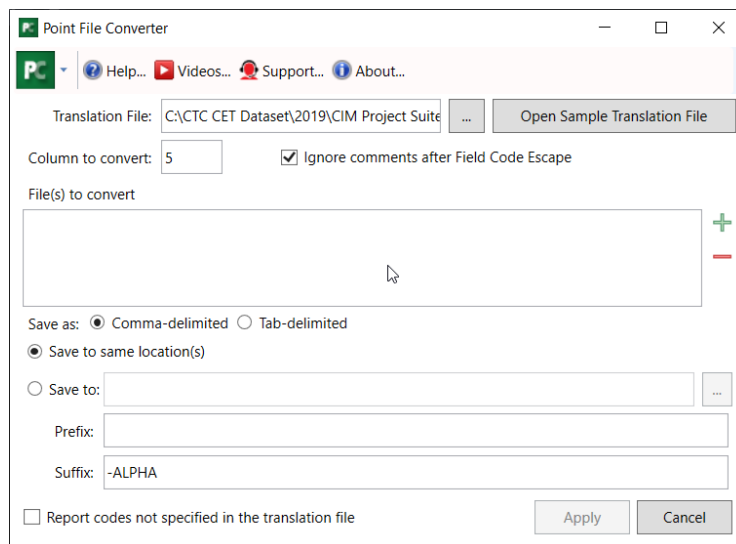 PC Point File Converter
PC Help... Videos... Support... About...
Translation File: C:\CTC CET Dataset\2019\CIM Project Suite ... Open Sample Translation File
Column to convert: 5 Ignore comments after Field Code Escape
File(s) to convert
Save as: Comma-delimited Tab-delimited
Save to same location(s)
Save to: ...
Prefix:
Suffix: -ALPHA
Report codes not specified in the translation file Apply Cancel